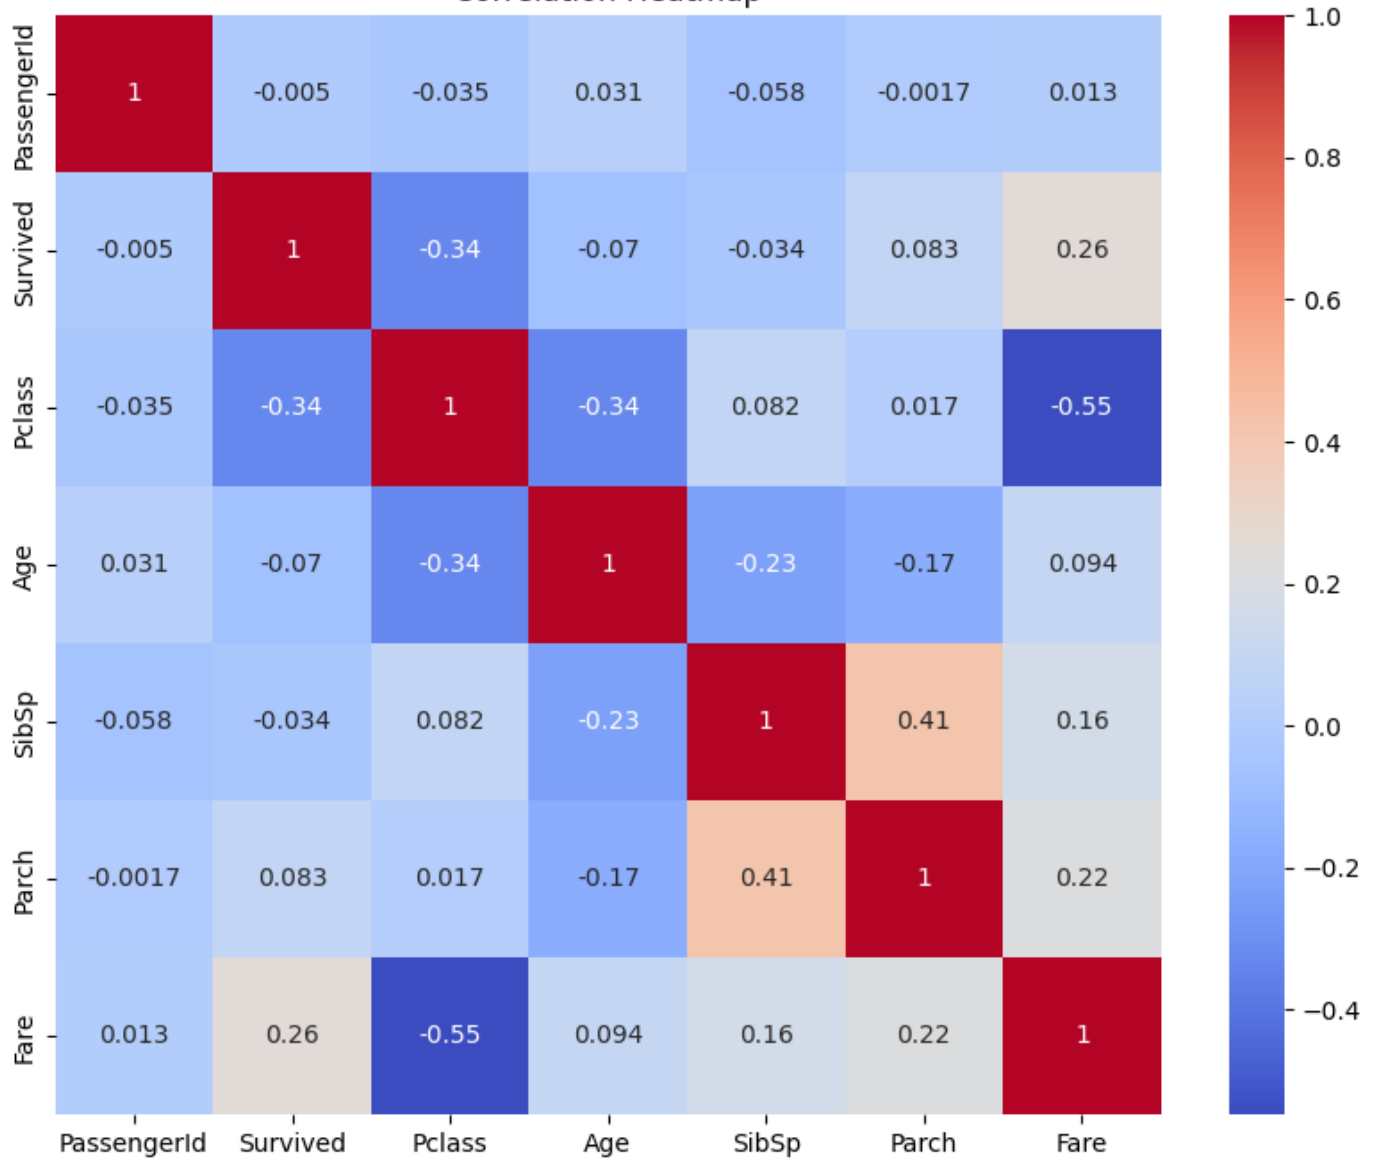 Correlation Heatmap
PassengerId 1 -0.005 -0.035 0.031 -0.058 -0.0017 0.013
Survived -0.005 1 -0.34 -0.07 -0.034 0.083 0.26
Pclass -0.035 -0.34 1 -0.34 0.082 0.017 -0.55
Age 0.031 -0.07 -0.34 1 -0.23 -0.17 0.094
SibSp -0.058 -0.034 0.082 -0.23 1 0.41 0.16
Parch -0.0017 0.083 0.017 -0.17 0.41 1 0.22
Fare 0.013 0.26 -0.55 0.094 0.16 0.22 1
PassengerId Survived Pclass Age SibSp Parch Fare
1.0
0.8
0.6
0.4
0.2
0.0
−0.2
−0.4